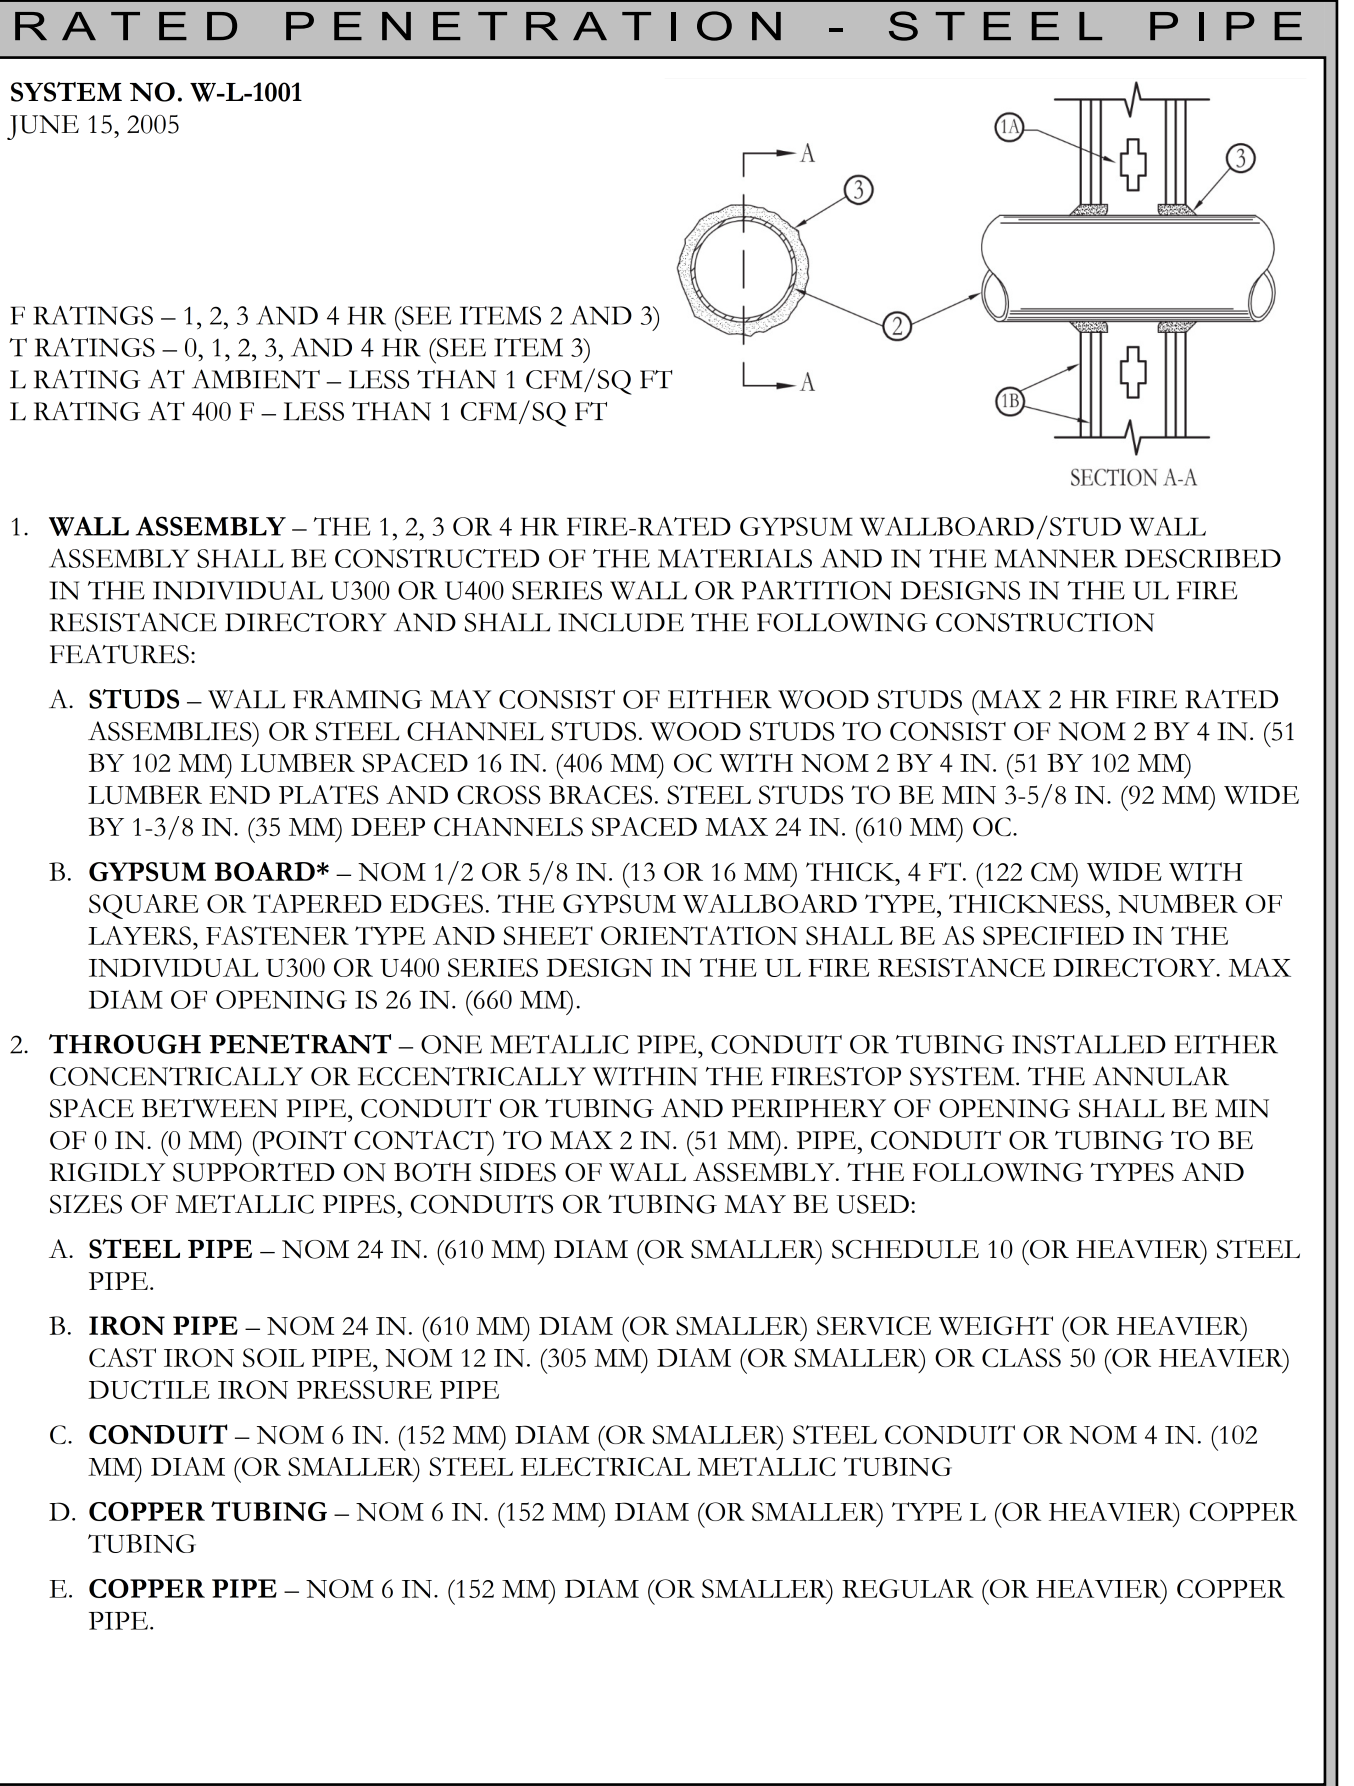 RATED PENETRATION - STEEL PIPE
SYSTEM NO. W-L-1001
JUNE 15, 2005
F RATINGS – 1, 2, 3 AND 4 HR (SEE ITEMS 2 AND 3)
T RATINGS – 0, 1, 2, 3, AND 4 HR (SEE ITEM 3)
L RATING AT AMBIENT – LESS THAN 1 CFM/SQ FT
L RATING AT 400 F – LESS THAN 1 CFM/SQ FT
A
3
2
A
1A
3
1B
SECTION A-A
1. WALL ASSEMBLY – THE 1, 2, 3 OR 4 HR FIRE-RATED GYPSUM WALLBOARD/STUD WALL
ASSEMBLY SHALL BE CONSTRUCTED OF THE MATERIALS AND IN THE MANNER DESCRIBED
IN THE INDIVIDUAL U300 OR U400 SERIES WALL OR PARTITION DESIGNS IN THE UL FIRE
RESISTANCE DIRECTORY AND SHALL INCLUDE THE FOLLOWING CONSTRUCTION
FEATURES:
A. STUDS – WALL FRAMING MAY CONSIST OF EITHER WOOD STUDS (MAX 2 HR FIRE RATED
ASSEMBLIES) OR STEEL CHANNEL STUDS. WOOD STUDS TO CONSIST OF NOM 2 BY 4 IN. (51
BY 102 MM) LUMBER SPACED 16 IN. (406 MM) OC WITH NOM 2 BY 4 IN. (51 BY 102 MM)
LUMBER END PLATES AND CROSS BRACES. STEEL STUDS TO BE MIN 3-5/8 IN. (92 MM) WIDE
BY 1-3/8 IN. (35 MM) DEEP CHANNELS SPACED MAX 24 IN. (610 MM) OC.
B. GYPSUM BOARD* – NOM 1/2 OR 5/8 IN. (13 OR 16 MM) THICK, 4 FT. (122 CM) WIDE WITH
SQUARE OR TAPERED EDGES. THE GYPSUM WALLBOARD TYPE, THICKNESS, NUMBER OF
LAYERS, FASTENER TYPE AND SHEET ORIENTATION SHALL BE AS SPECIFIED IN THE
INDIVIDUAL U300 OR U400 SERIES DESIGN IN THE UL FIRE RESISTANCE DIRECTORY. MAX
DIAM OF OPENING IS 26 IN. (660 MM).
2. THROUGH PENETRANT – ONE METALLIC PIPE, CONDUIT OR TUBING INSTALLED EITHER
CONCENTRICALLY OR ECCENTRICALLY WITHIN THE FIRESTOP SYSTEM. THE ANNULAR
SPACE BETWEEN PIPE, CONDUIT OR TUBING AND PERIPHERY OF OPENING SHALL BE MIN
OF 0 IN. (0 MM) (POINT CONTACT) TO MAX 2 IN. (51 MM). PIPE, CONDUIT OR TUBING TO BE
RIGIDLY SUPPORTED ON BOTH SIDES OF WALL ASSEMBLY. THE FOLLOWING TYPES AND
SIZES OF METALLIC PIPES, CONDUITS OR TUBING MAY BE USED:
A. STEEL PIPE – NOM 24 IN. (610 MM) DIAM (OR SMALLER) SCHEDULE 10 (OR HEAVIER) STEEL
PIPE.
B. IRON PIPE – NOM 24 IN. (610 MM) DIAM (OR SMALLER) SERVICE WEIGHT (OR HEAVIER)
CAST IRON SOIL PIPE, NOM 12 IN. (305 MM) DIAM (OR SMALLER) OR CLASS 50 (OR HEAVIER)
DUCTILE IRON PRESSURE PIPE
C. CONDUIT – NOM 6 IN. (152 MM) DIAM (OR SMALLER) STEEL CONDUIT OR NOM 4 IN. (102
MM) DIAM (OR SMALLER) STEEL ELECTRICAL METALLIC TUBING
D. COPPER TUBING – NOM 6 IN. (152 MM) DIAM (OR SMALLER) TYPE L (OR HEAVIER) COPPER
TUBING
E. COPPER PIPE – NOM 6 IN. (152 MM) DIAM (OR SMALLER) REGULAR (OR HEAVIER) COPPER
PIPE.